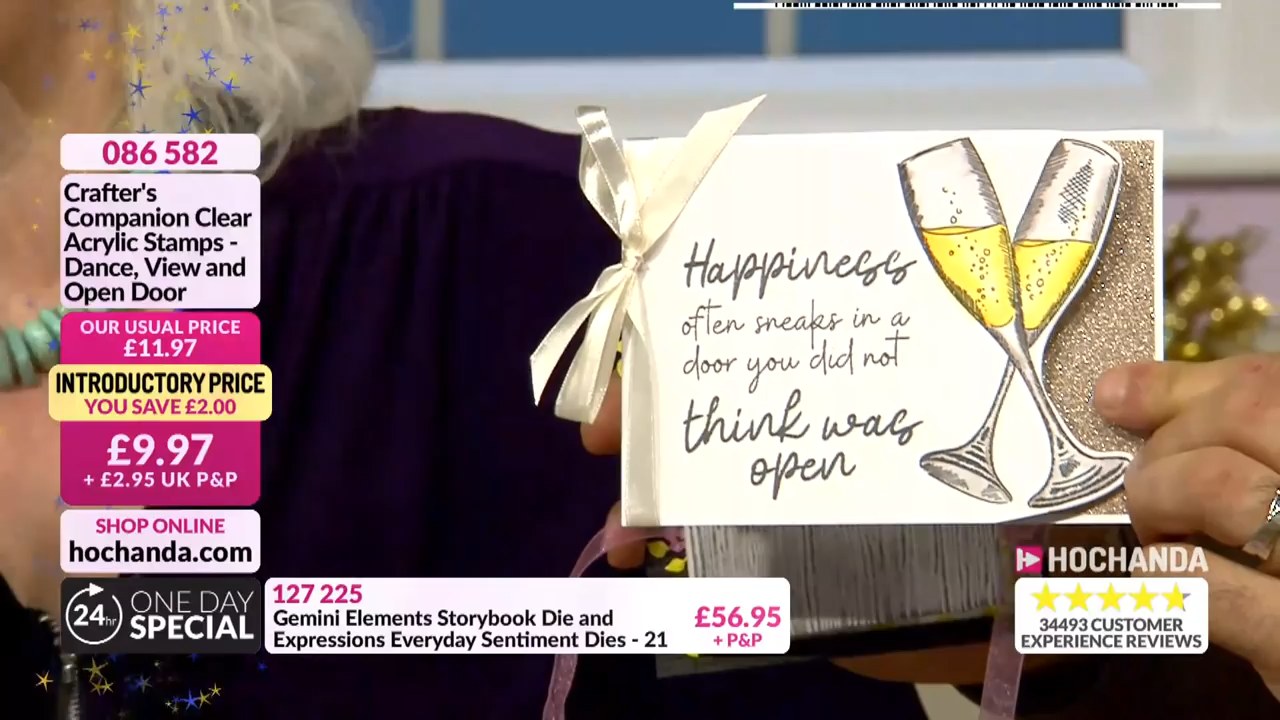 086 582
Crafter's
Companion Clear
Acrylic Stamps -
Dance, View and
Open Door
OUR USUAL PRICE
£11.97
INTRODUCTORY PRICE
YOU SAVE £2.00
£9.97
+ £2.95 UK P&P
SHOP ONLINE
hochanda.com
24hr
ONE DAY
SPECIAL
127 225
Gemini Elements Storybook Die and
Expressions Everyday Sentiment Dies - 21
£56.95
+ P&P
Happiness
often sneaks in a
door you did not
think was
open
HOCHANDA
34493 CUSTOMER
EXPERIENCE REVIEWS